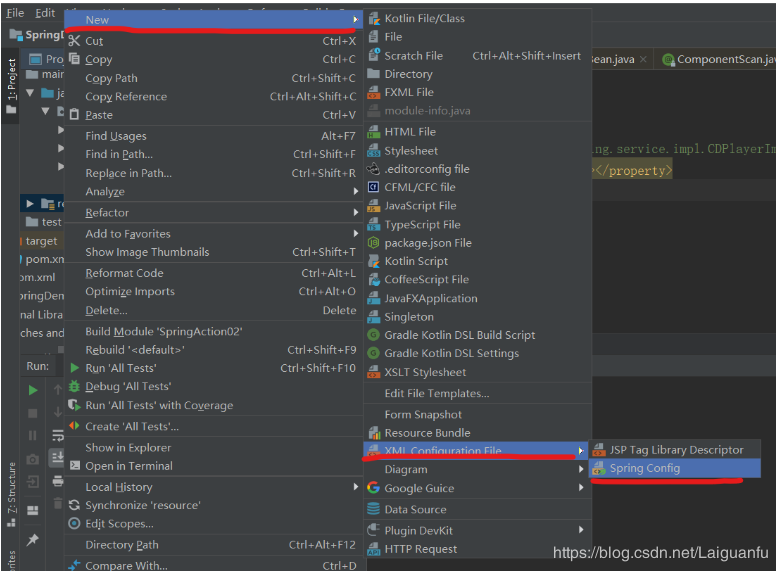 File Edit
SpringD
Pro
1: Project
main
ja
re
test
target
pom.xm
om.xml
oringDem
nal Libra
ches and
Run:
Z: Structure
New
Cut Ctrl+X
Copy Ctrl+C
Copy Path Ctrl+Shift+C
Copy Reference Ctrl+Alt+Shift+C
Paste Ctrl+V
Find Usages Alt+F7
Find in Path... Ctrl+Shift+F
Replace in Path... Ctrl+Shift+R
Analyze
Refactor
Add to Favorites
Show Image Thumbnails Ctrl+Shift+T
Reformat Code Ctrl+Alt+L
Optimize Imports Ctrl+Alt+O
Delete... Delete
Build Module 'SpringAction02'
Rebuild '<default>' Ctrl+Shift+F9
Run 'All Tests' Ctrl+Shift+F10
Debug 'All Tests'
Run 'All Tests' with Coverage
Create 'All Tests'...
Show in Explorer
Open in Terminal
Local History
Synchronize 'resource'
Edit Scopes...
Directory Path Ctrl+Alt+F12
Compare With... Ctrl+D
Kotlin File/Class
File
Scratch File Ctrl+Alt+Shift+Insert
Directory
FXML File
module-info.java
HTML File
Stylesheet
.editorconfig file
CFML/CFC file
JavaScript File
TypeScript File
package.json File
Kotlin Script
CoffeeScript File
JavaFXApplication
Singleton
Gradle Kotlin DSL Build Script
Gradle Kotlin DSL Settings
XSLT Stylesheet
Edit File Templates...
Form Snapshot
Resource Bundle
XML Configuration File
Diagram
Google Guice
Data Source
Plugin DevKit
HTTP Request
JSP Tag Library Descriptor
Spring Config
Bean.java ComponentScan.jav
ing.service.impl.CDPlayerIm
></property>
https://blog.csdn.net/Laiguanfu